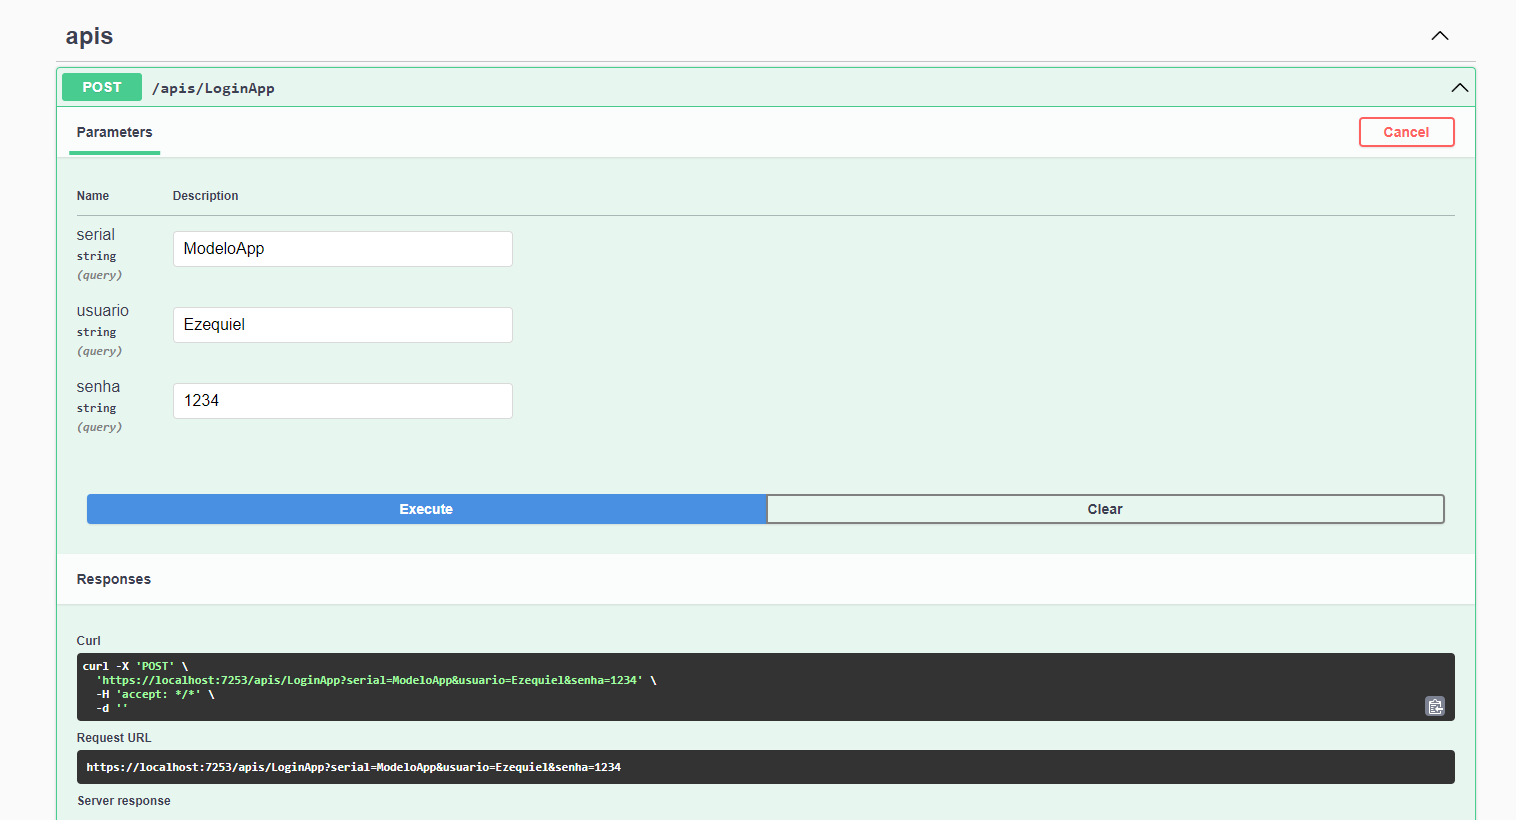 apis
POST /apis/LoginApp
Parameters
Cancel
Name Description
serial
string
(query)
ModeloApp
usuario
string
(query)
Ezequiel
senha
string
(query)
1234
Execute
Clear
Responses
Curl
curl -X 'POST' \
'https://localhost:7253/apis/LoginApp?serial=ModeloApp&usuario=Ezequiel&senha=1234' \
-H 'accept: */*' \
-d ''
Request URL
https://localhost:7253/apis/LoginApp?serial=ModeloApp&usuario=Ezequiel&senha=1234
Server response